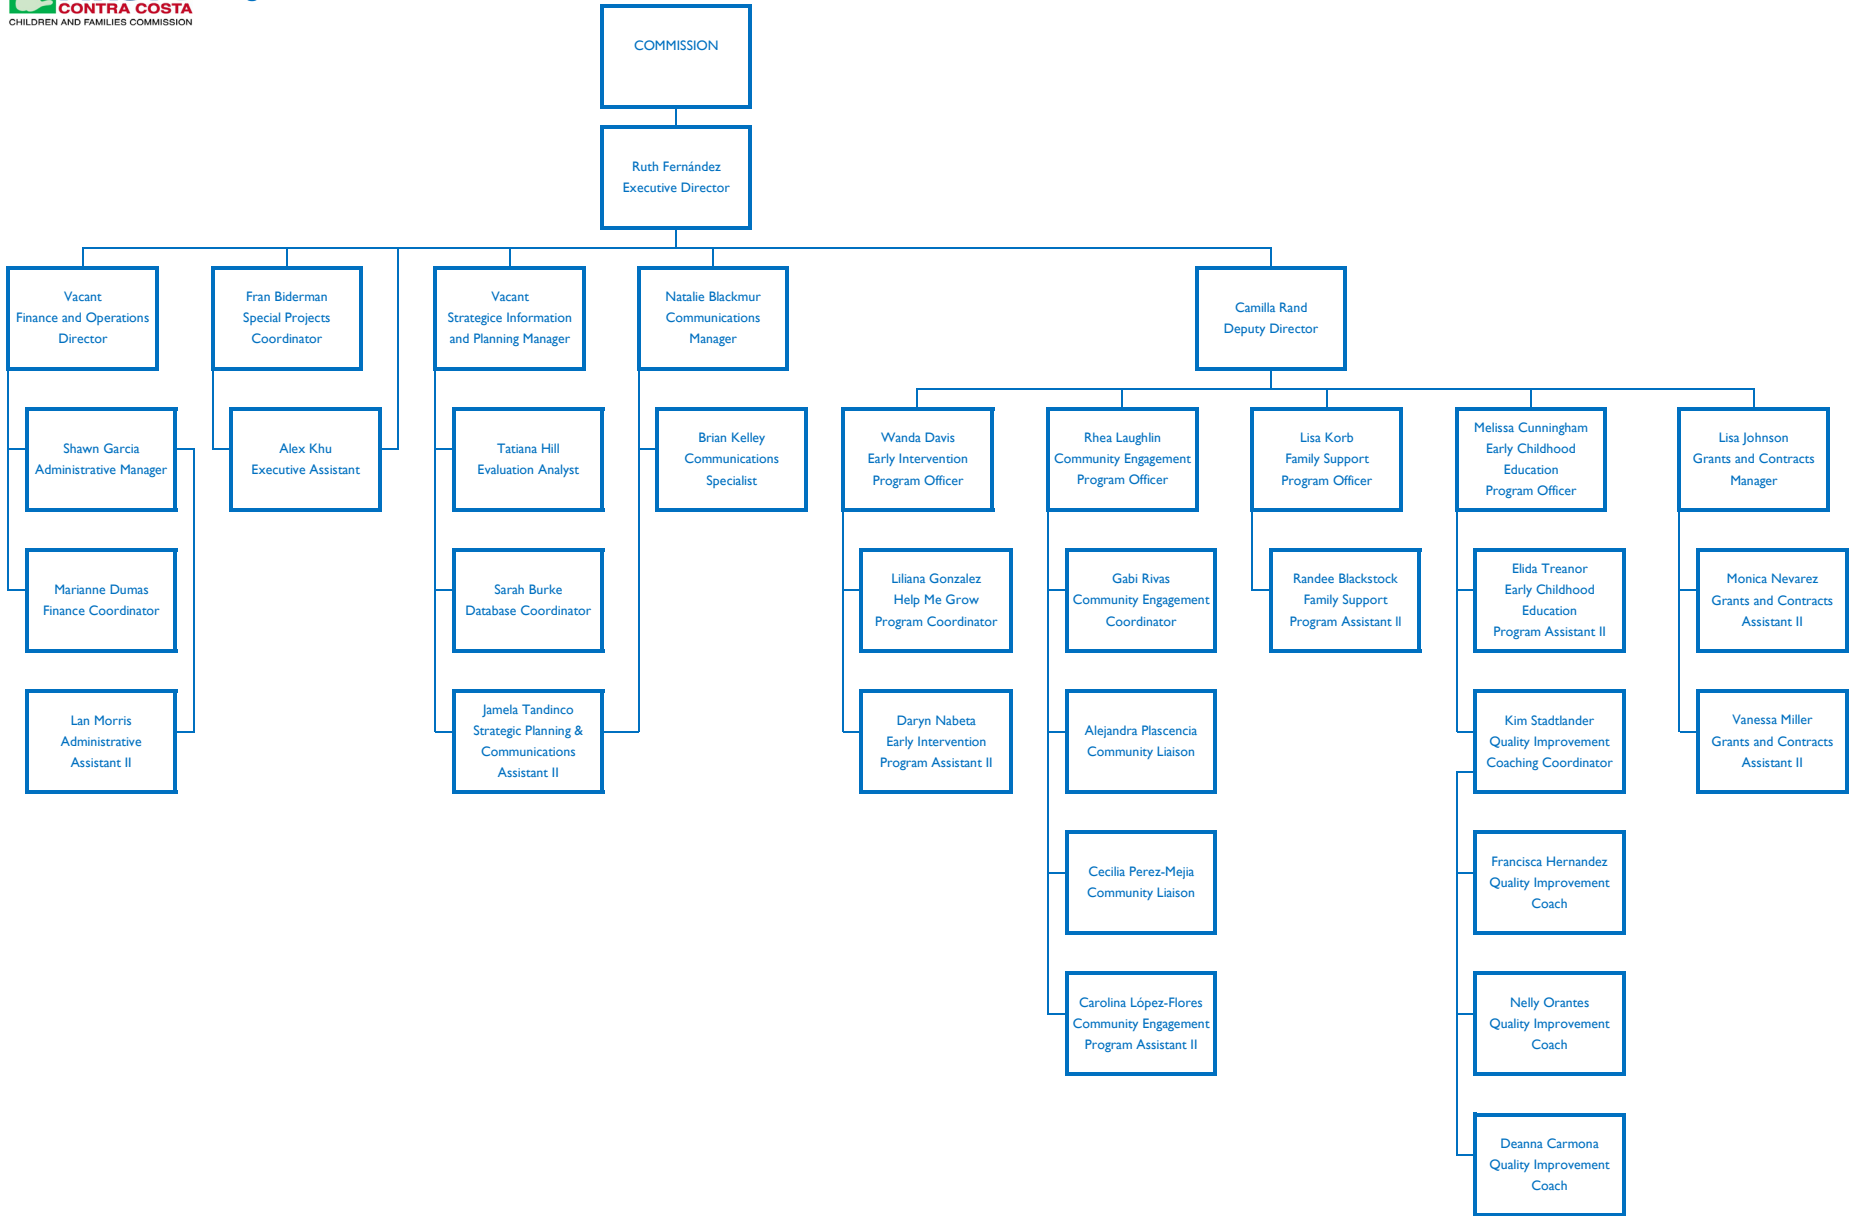 CONTRA COSTA
CHILDREN AND FAMILIES COMMISSION
COMMISSION
Ruth Fernández
Executive Director
Vacant
Finance and Operations
Director
Fran Biderman
Special Projects
Coordinator
Vacant
Strategice Information
and Planning Manager
Natalie Blackmur
Communications
Manager
Camilla Rand
Deputy Director
Shawn Garcia
Administrative Manager
Alex Khu
Executive Assistant
Tatiana Hill
Evaluation Analyst
Brian Kelley
Communications
Specialist
Wanda Davis
Early Intervention
Program Officer
Rhea Laughlin
Community Engagement
Program Officer
Lisa Korb
Family Support
Program Officer
Melissa Cunningham
Early Childhood
Education
Program Officer
Lisa Johnson
Grants and Contracts
Manager
Marianne Dumas
Finance Coordinator
Sarah Burke
Database Coordinator
Liliana Gonzalez
Help Me Grow
Program Coordinator
Gabi Rivas
Community Engagement
Coordinator
Randee Blackstock
Family Support
Program Assistant II
Elida Treanor
Early Childhood
Education
Program Assistant II
Monica Nevarez
Grants and Contracts
Assistant II
Lan Morris
Administrative
Assistant II
Jamela Tandinco
Strategic Planning &
Communications
Assistant II
Daryn Nabeta
Early Intervention
Program Assistant II
Alejandra Plascencia
Community Liaison
Kim Stadtlander
Quality Improvement
Coaching Coordinator
Vanessa Miller
Grants and Contracts
Assistant II
Cecilia Perez-Mejia
Community Liaison
Francisca Hernandez
Quality Improvement
Coach
Carolina López-Flores
Community Engagement
Program Assistant II
Nelly Orantes
Quality Improvement
Coach
Deanna Carmona
Quality Improvement
Coach